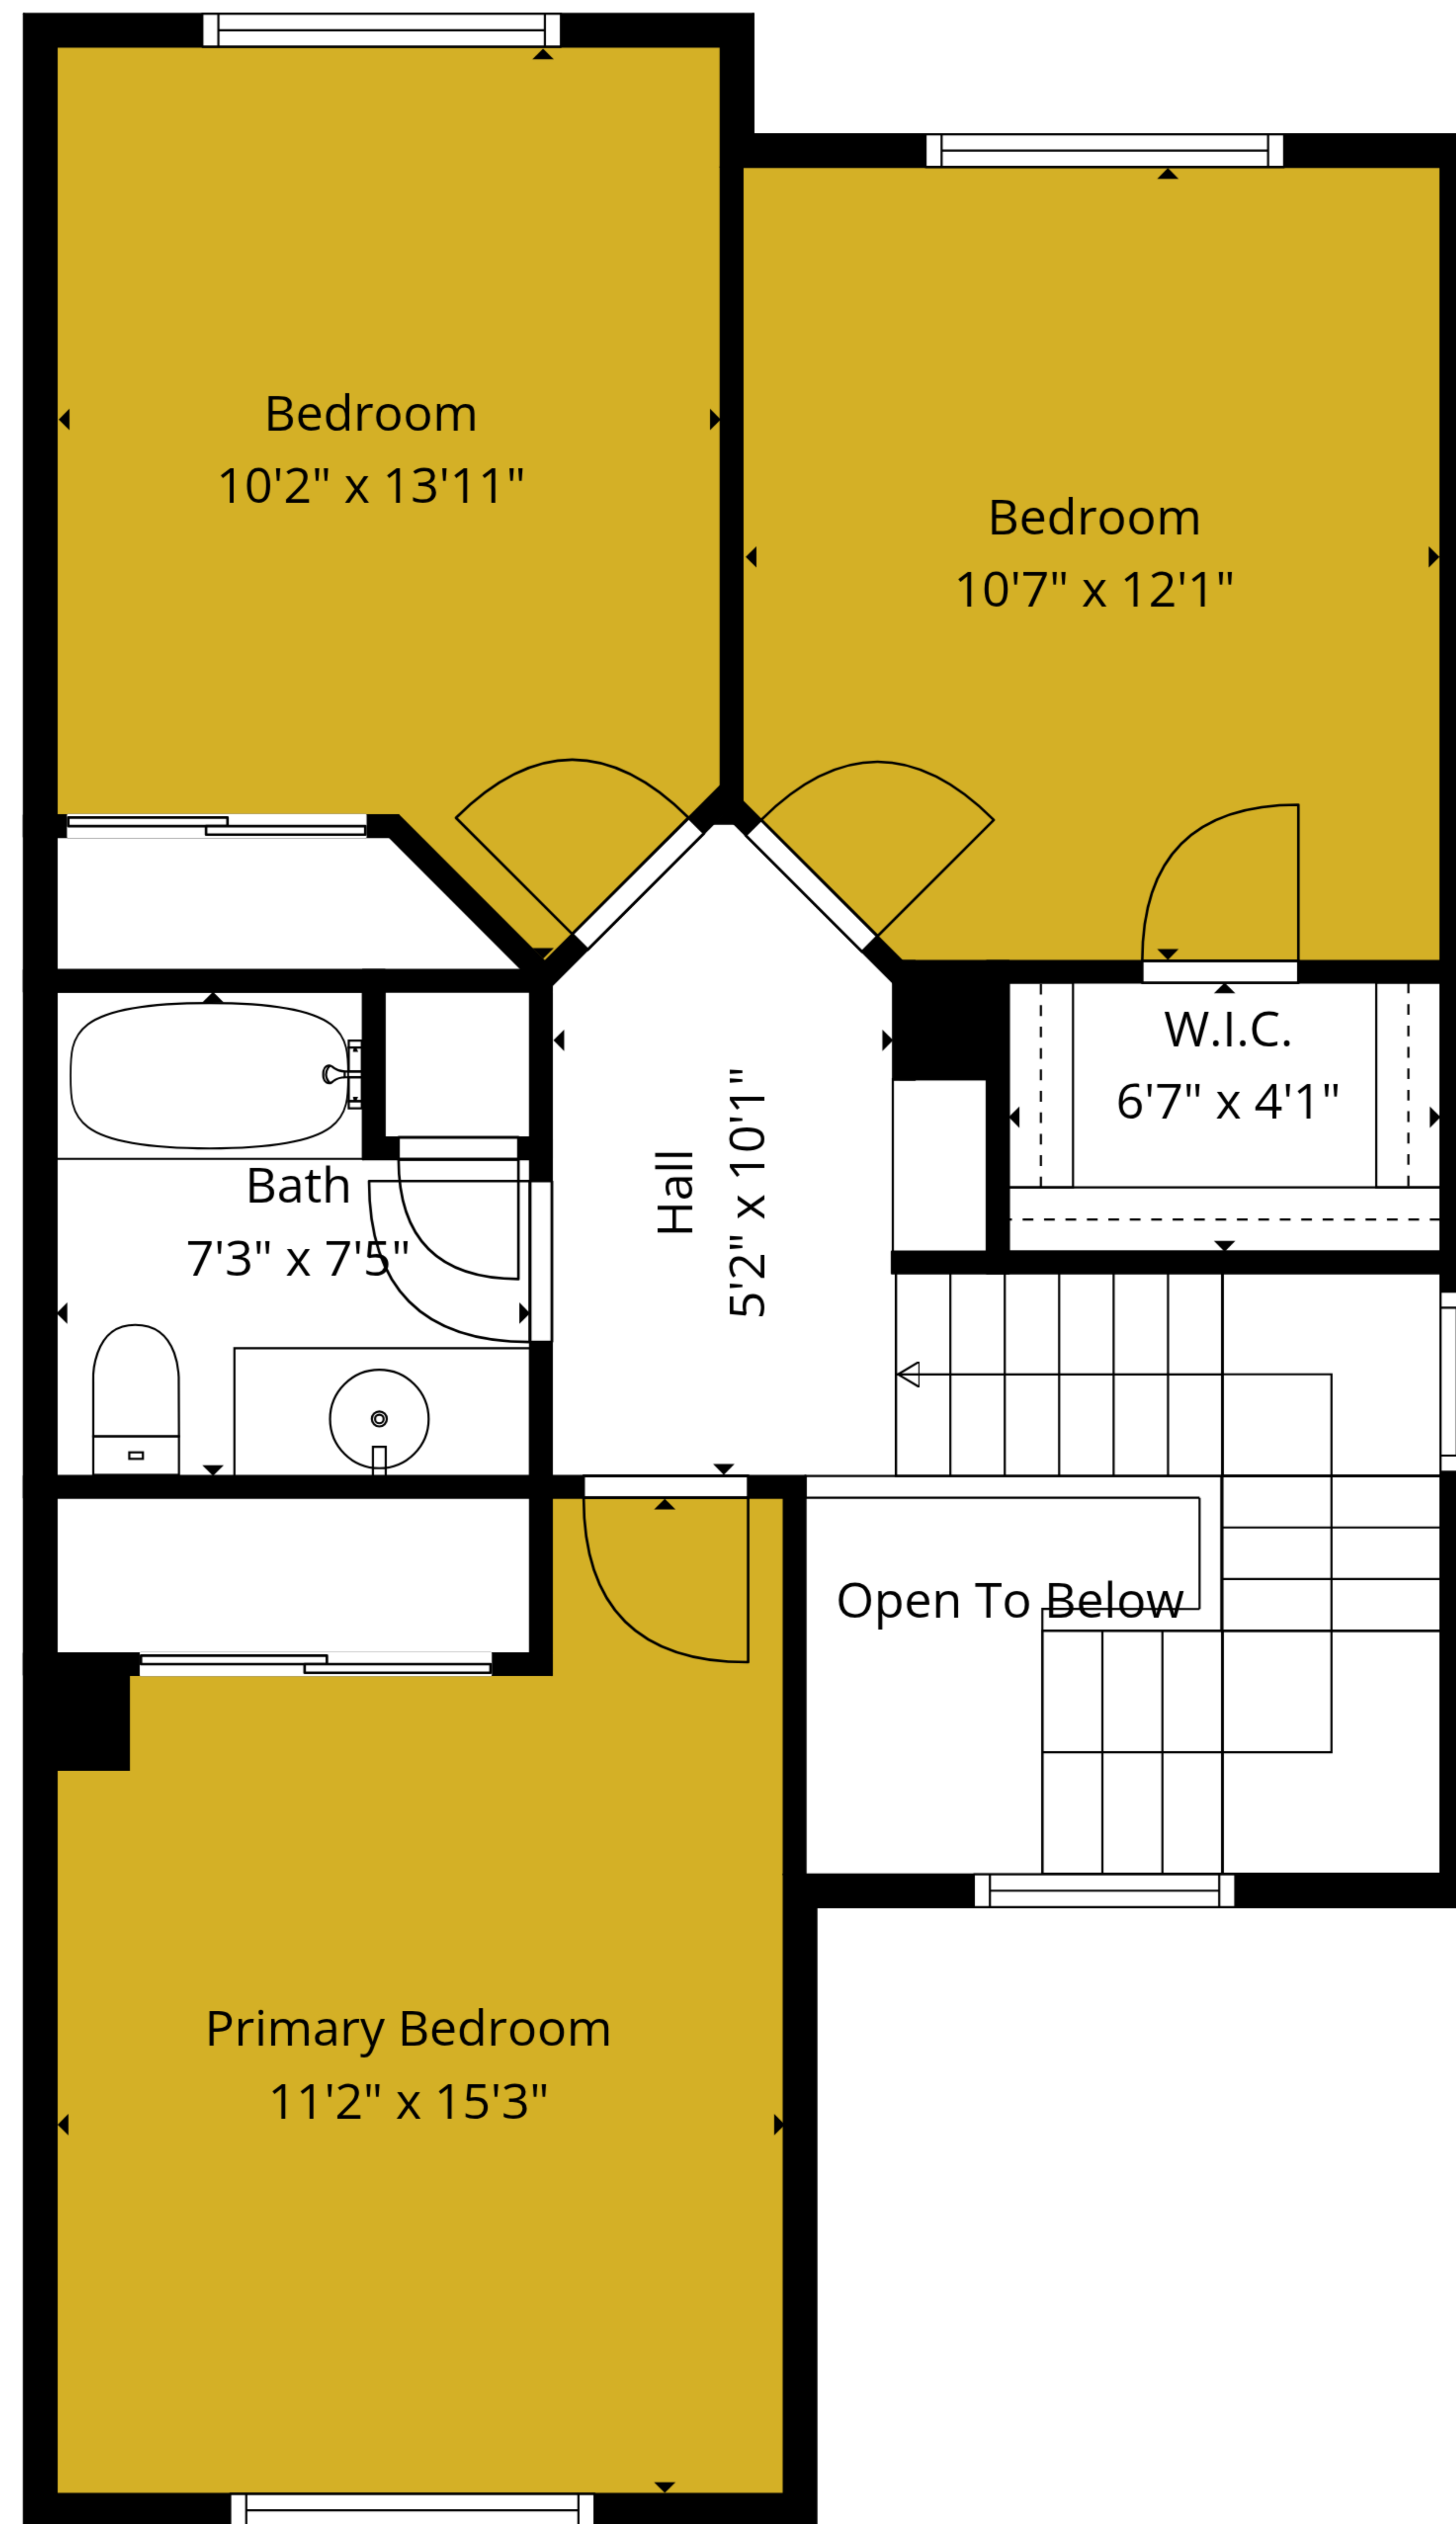 Bedroom
10'2" x 13'11"
Bedroom
10'7" x 12'1"
W.I.C.
6'7" x 4'1"
Hall
5'2" x 10'1"
Bath
7'3" x 7'5"
Open To Below
Primary Bedroom
11'2" x 15'3"